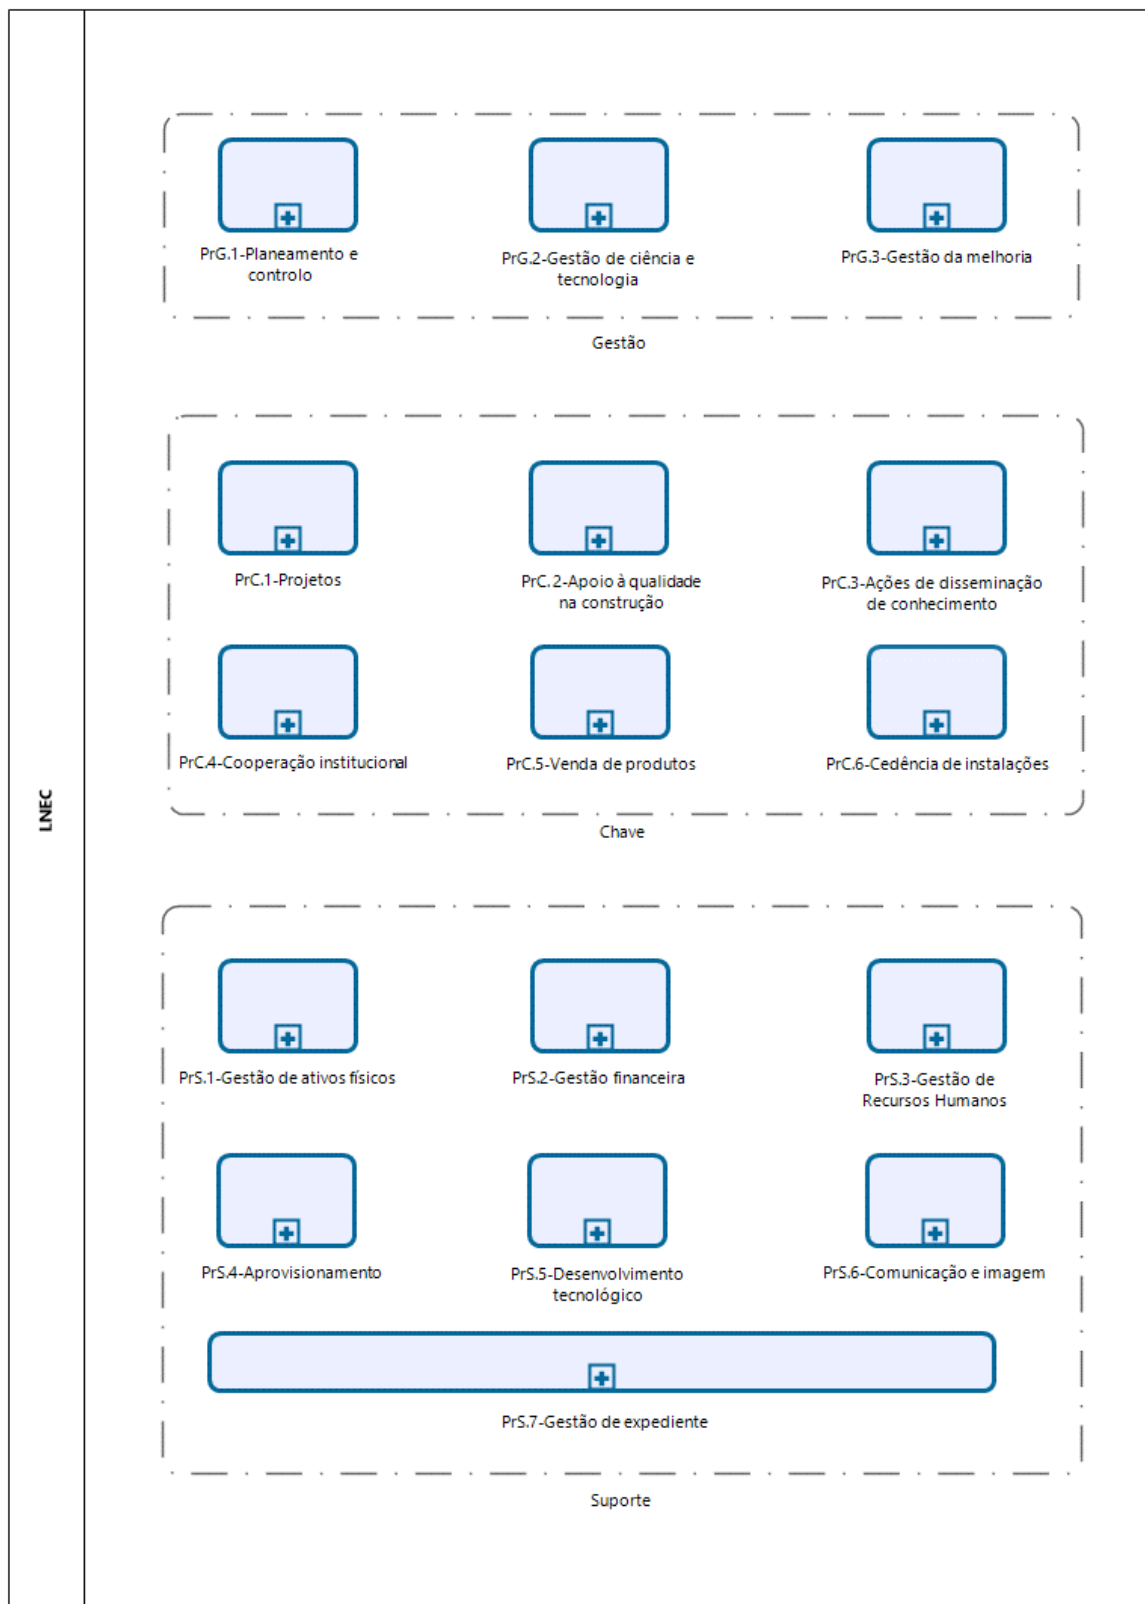 LNEC
PrG.1-Planeamento e
controlo
PrG.2-Gestão de ciência e
tecnologia
PrG.3-Gestão da melhoria
Gestão
PrC.1-Projetos
PrC.2-Apoio à qualidade
na construção
PrC.3-Ações de disseminação
de conhecimento
PrC.4-Cooperação institucional
PrC.5-Venda de produtos
PrC.6-Cedência de instalações
Chave
PrS.1-Gestão de ativos físicos
PrS.2-Gestão financeira
PrS.3-Gestão de
Recursos Humanos
PrS.4-Aprovisionamento
PrS.5-Desenvolvimento
tecnológico
PrS.6-Comunicação e imagem
PrS.7-Gestão de expediente
Suporte